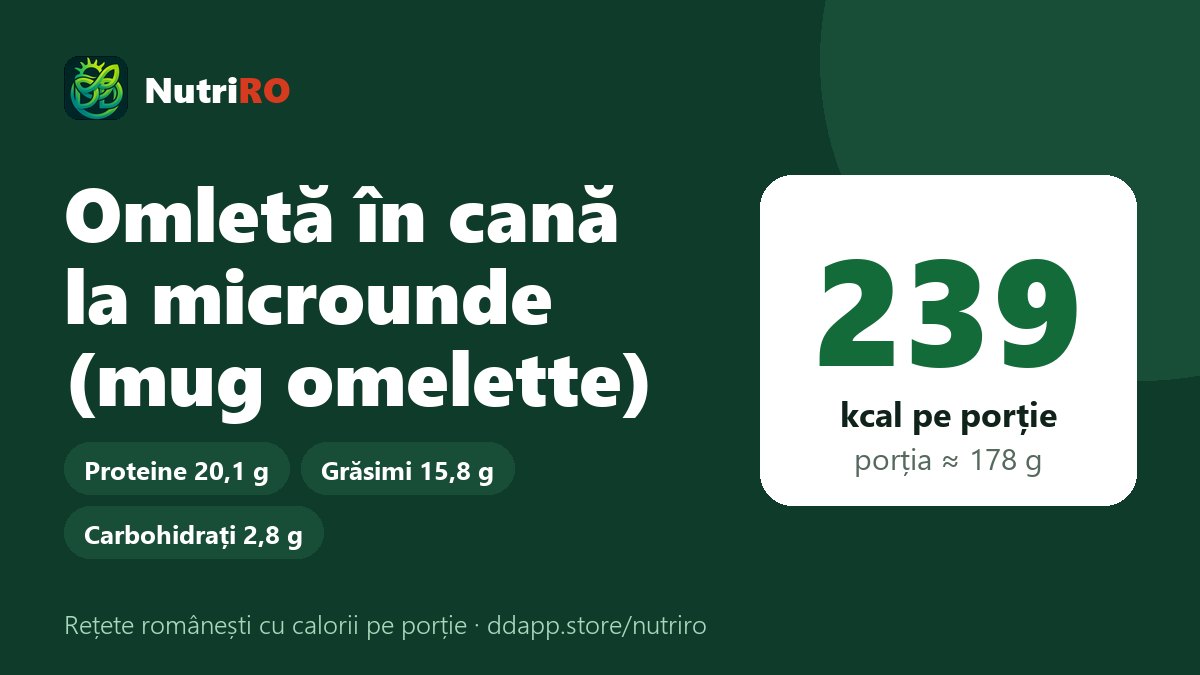 NutriRO
Omletă în cană
la microunde
(mug omelette)
Proteine 20,1 g
Grăsimi 15,8 g
Carbohidrați 2,8 g
239
kcal pe porție
porția ≈ 178 g
Rețete românești cu calorii pe porție · ddapp.store/nutriro